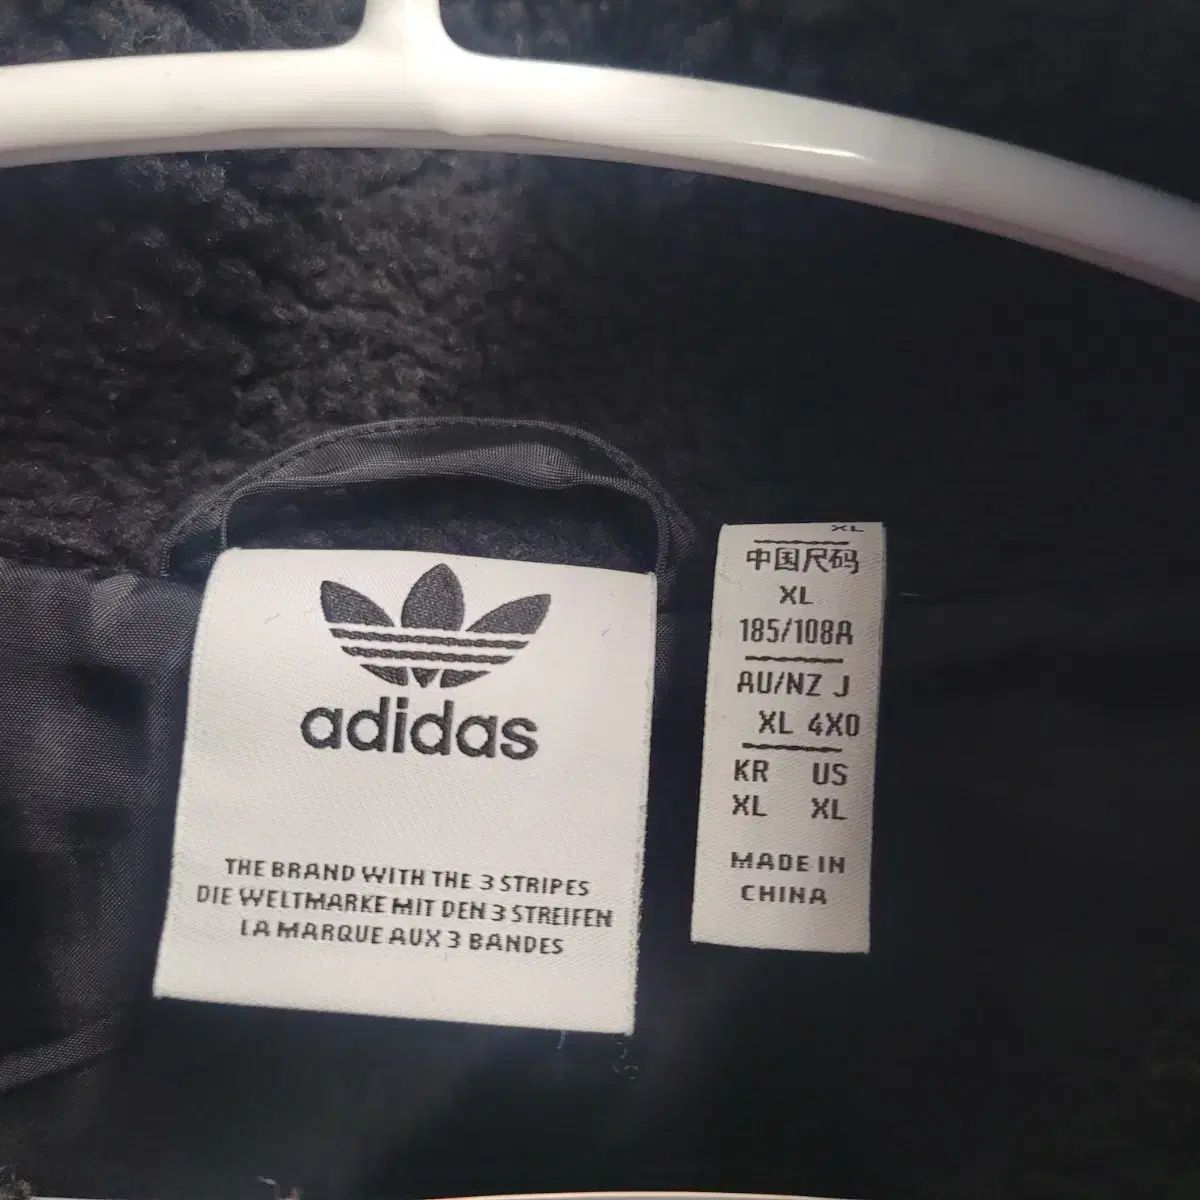 adidas
THE BRAND WITH THE 3 STRIPES
DIE WELTMARKE MIT DEN 3 STREIFEN
LA MARQUE AUX 3 BANDES
XL
中国尺码
XL
185/108A
AU/NZ J
XL 4XO
KR US
XL XL
MADE IN
CHINA